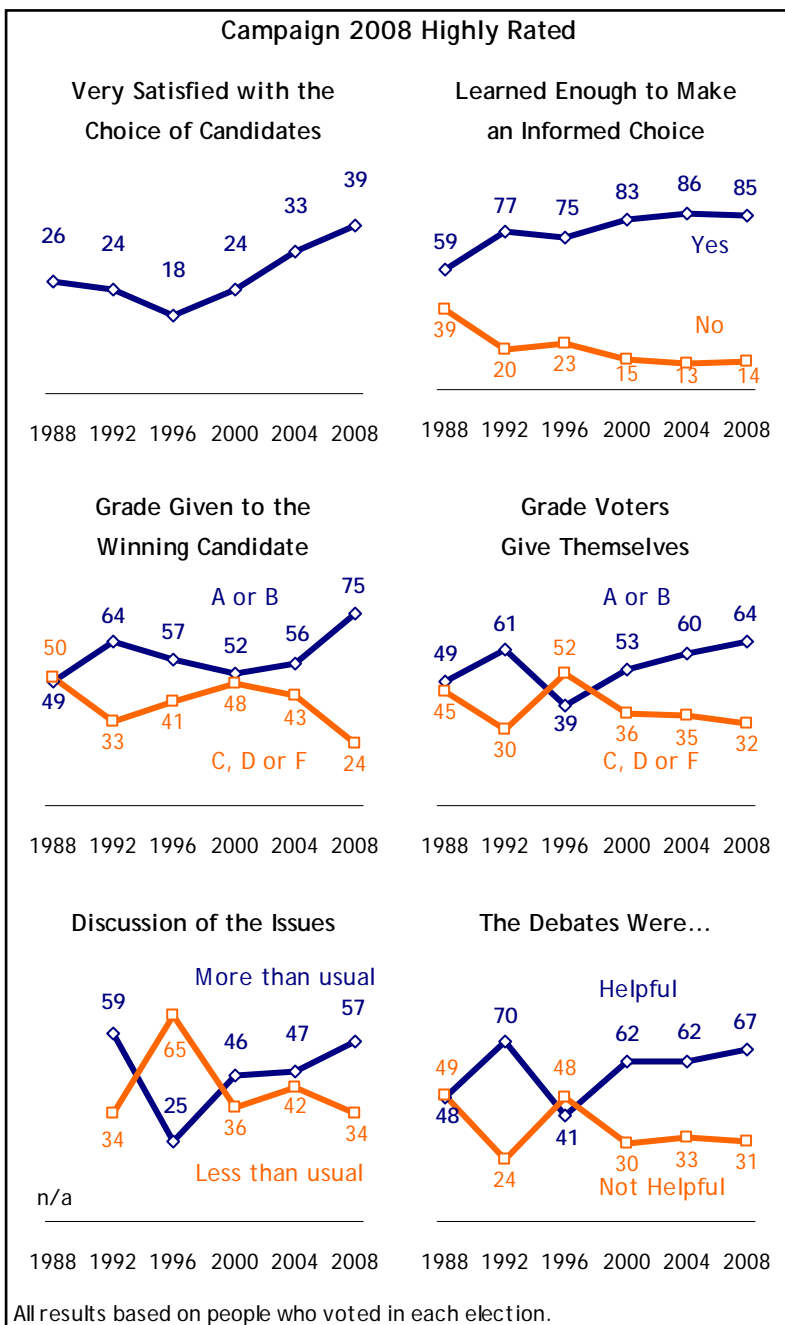 Campaign 2008 Highly Rated
Very Satisfied with the
Choice of Candidates
26 24 18 24 33 39
1988 1992 1996 2000 2004 2008
Learned Enough to Make
an Informed Choice
59 77 75 83 86 85
Yes
No
39 20 23 15 13 14
1988 1992 1996 2000 2004 2008
Grade Given to the
Winning Candidate
A or B
49 64 57 52 56 75
50 33 41 48 43 24
C, D or F
1988 1992 1996 2000 2004 2008
Grade Voters
Give Themselves
A or B
49 61 39 53 60 64
45 30 52 36 35 32
C, D or F
1988 1992 1996 2000 2004 2008
Discussion of the Issues
More than usual
59 25 46 47 57
34 65 36 42 34
Less than usual
n/a
1988 1992 1996 2000 2004 2008
The Debates Were...
Helpful
48 70 41 62 62 67
49 24 48 30 33 31
Not Helpful
1988 1992 1996 2000 2004 2008
All results based on people who voted in each election.